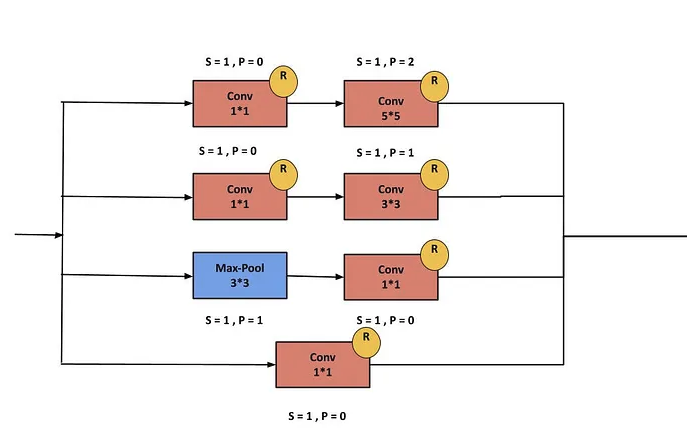 S = 1 , P = 0
S = 1 , P = 2
R
R
Conv
1*1
Conv
5*5
S = 1 , P = 0
S = 1 , P = 1
R
R
Conv
1*1
Conv
3*3
R
Max-Pool
3*3
Conv
1*1
S = 1 , P = 1
S = 1 , P = 0
R
Conv
1*1
S = 1 , P = 0